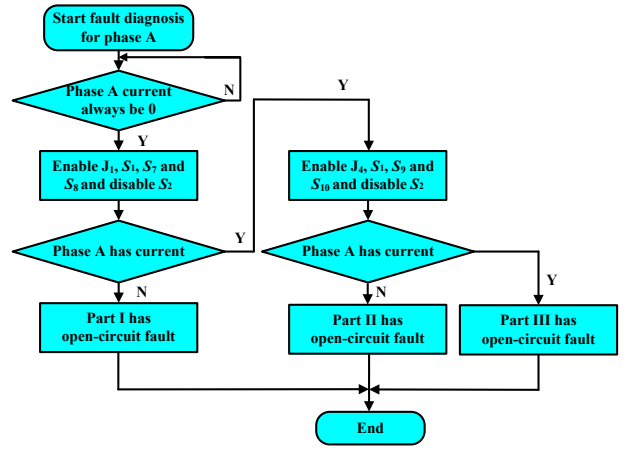 Start fault diagnosis
for phase A
Phase A current
always be 0
N
Y
Enable J1, S1, S7 and
S8 and disable S2
Phase A has current
Y
N
Part I has
open-circuit fault
Y
Enable J4, S1, S9 and
S10 and disable S2
Phase A has current
N
Y
Part II has
open-circuit fault
Part III has
open-circuit fault
End